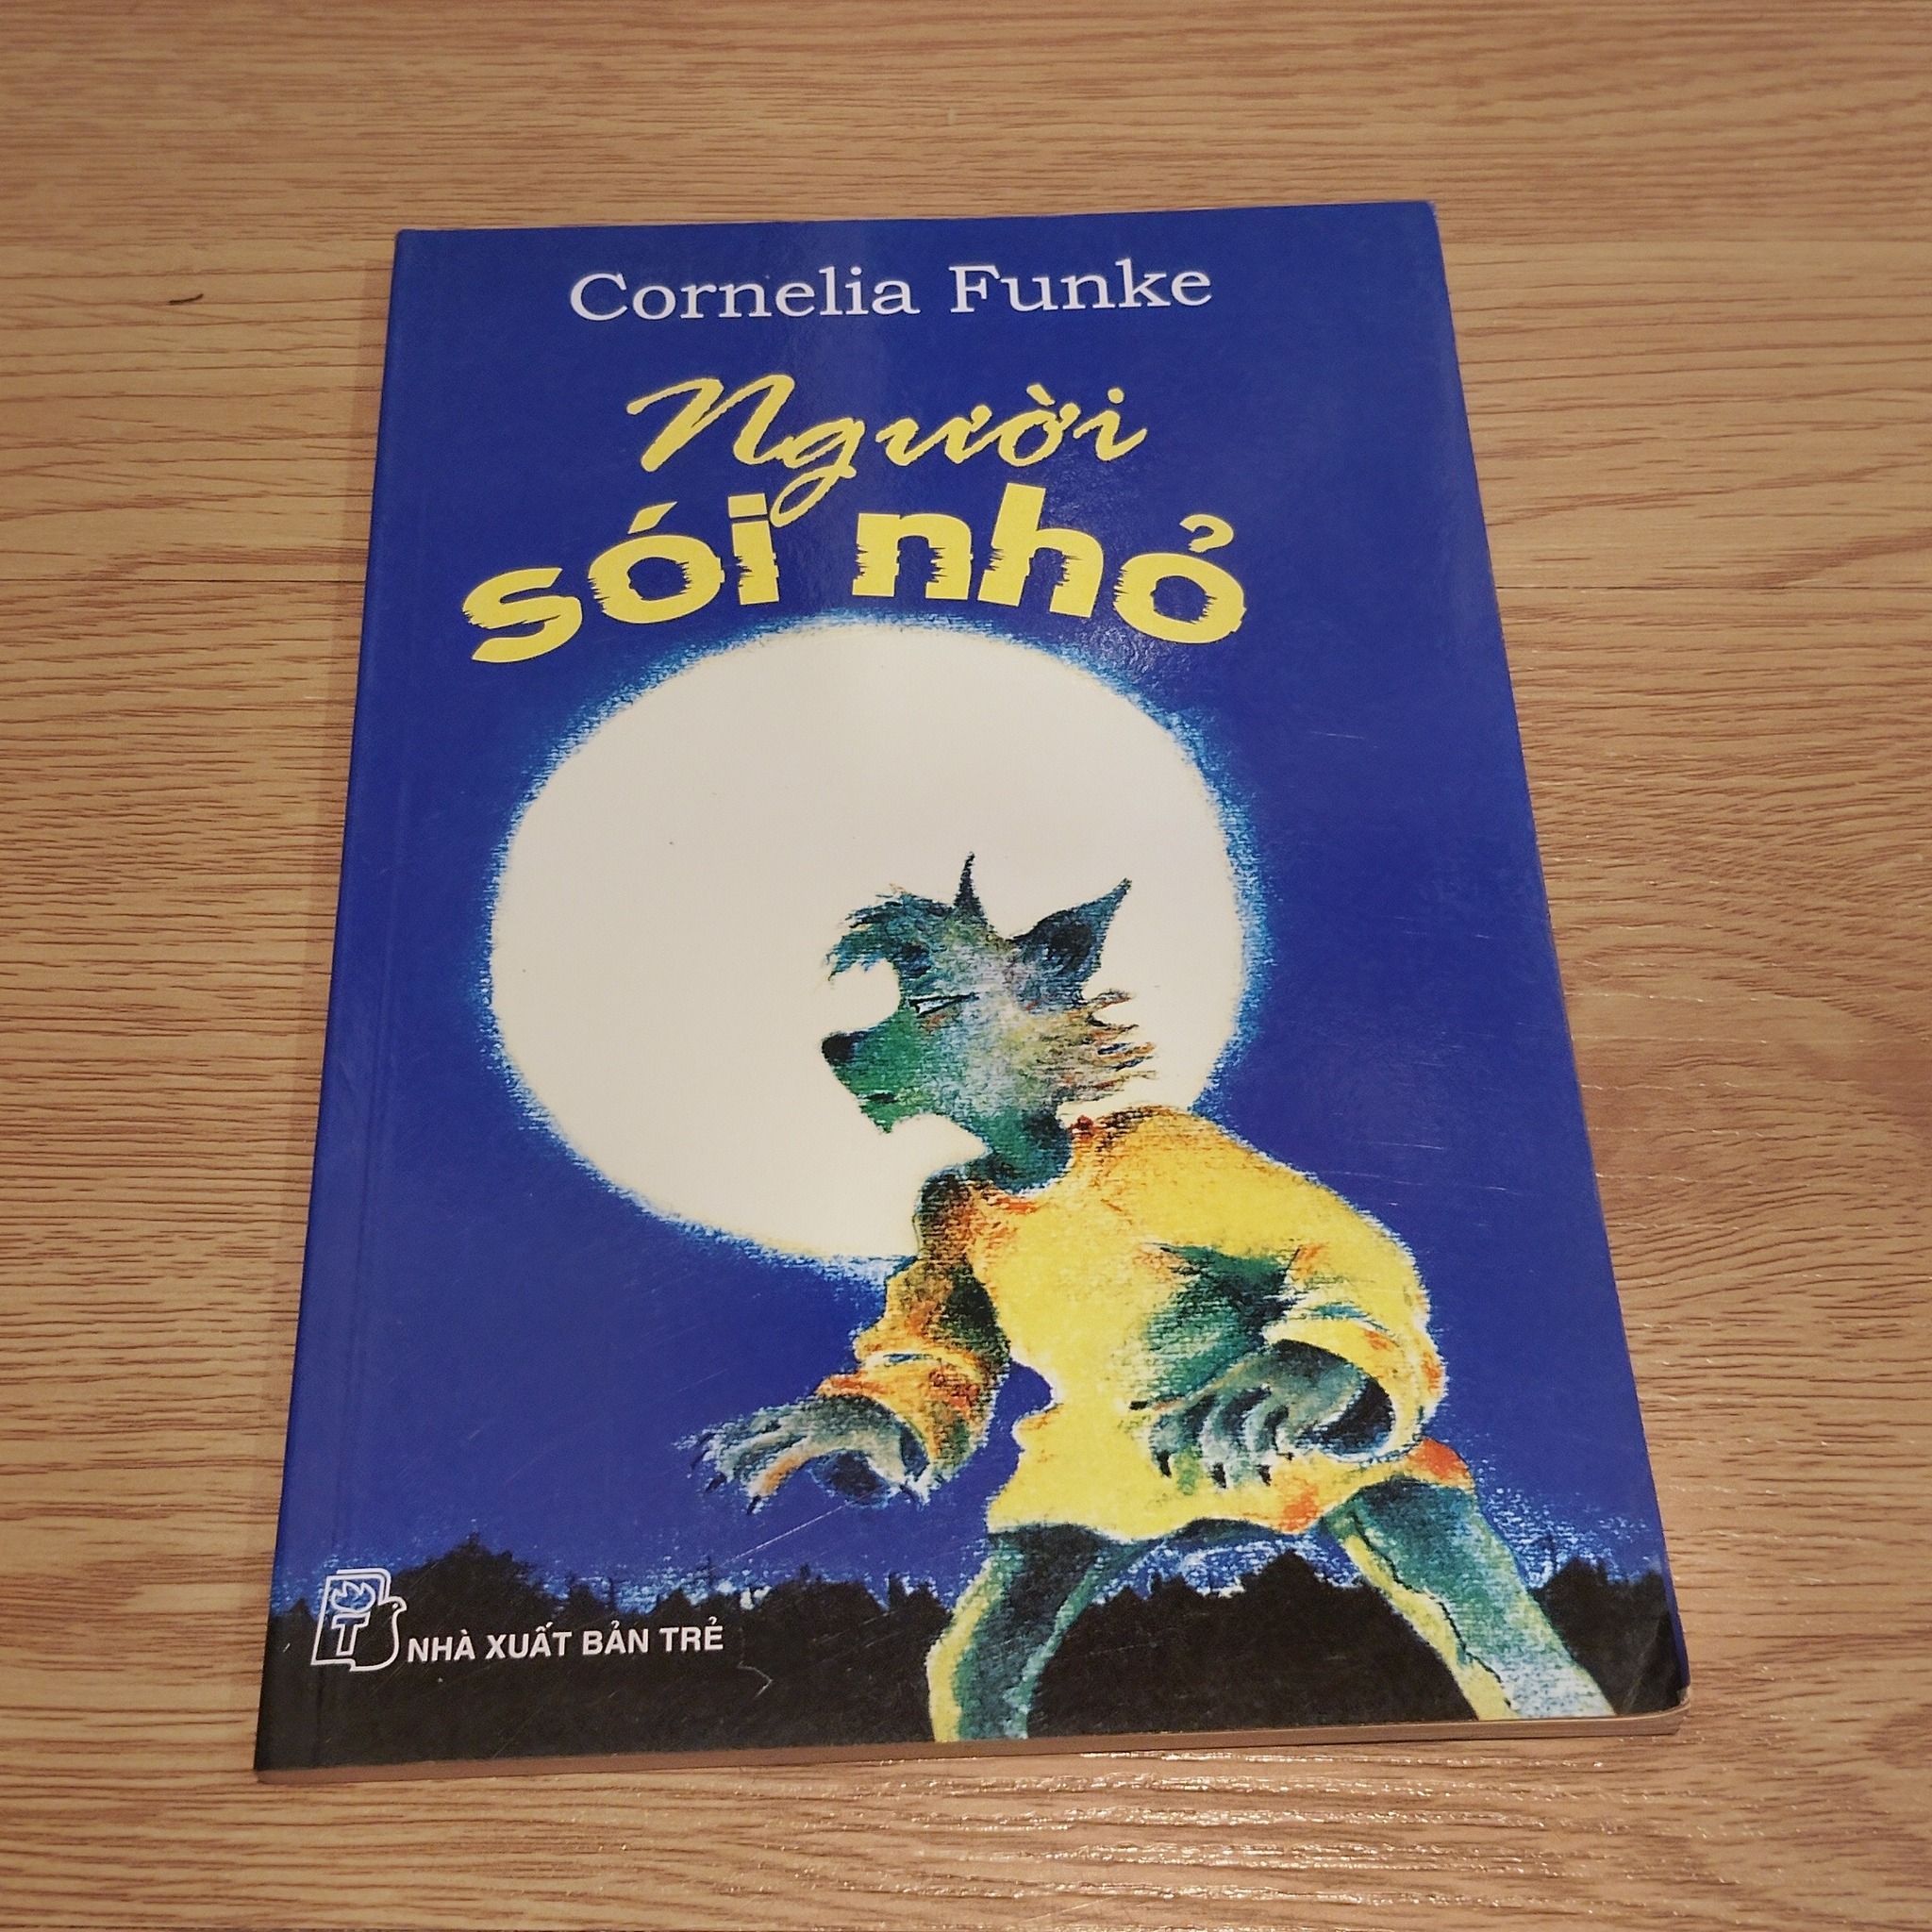 Cornelia Funke
Người
sói nhỏ
T
NHÀ XUẤT BẢN TRẺ